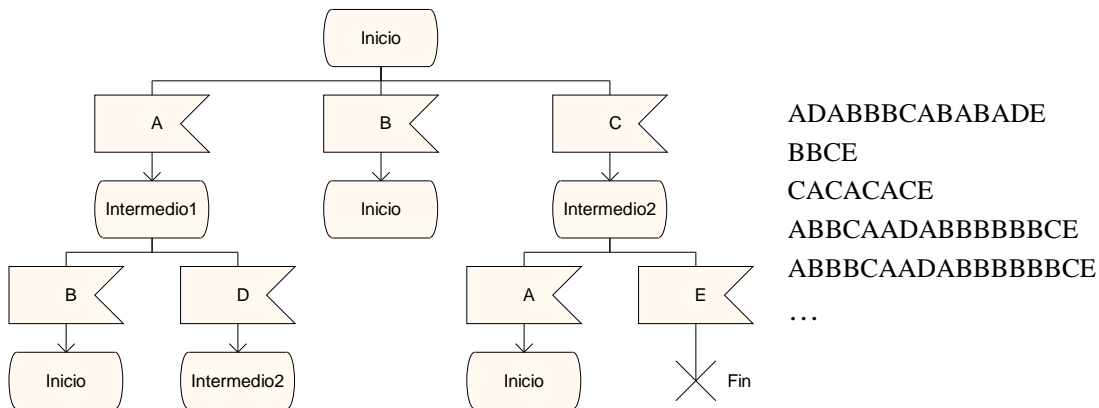 Inicio
A
B
C
Intermedio1
Inicio
Intermedio2
B
D
A
E
Inicio
Intermedio2
Inicio
Fin
ADABBBCABABADE
BBCE
CACACACE
ABBCAADABBBBBBCE
ABBBCAADABBBBBBCE
…